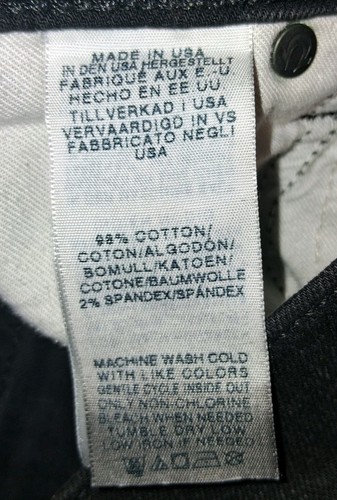 MADE IN USA
IN DEN USA HERGESTELLT
FABRIQUE AUX E.-U.
HECHO EN EE UU
TILLVERKAD I USA
VERVAARDIGD IN VS
FABBRICATO NEGLI
USA
98% COTTON/
COTON/ALGODÓN/
BOMULL/KATOEN/
COTONE/BAUMWOLLE
2% SPANDEX/SPANDEX
MACHINE WASH COLD
WITH LIKE COLORS
GENTLE CYCLE INSIDE OUT
ONLY NON-CHLORINE
BLEACH WHEN NEEDED
TUMBLE DRY LOW
LOW IRON IF NEEDED